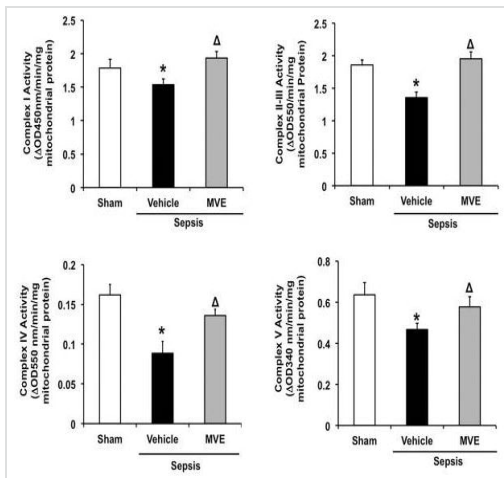 Complex I Activity
(ΔOD450nm/min/mg
mitochondrial protein)
2.5
2
1.5
1
0.5
0
*
Δ
Sham Vehicle MVE
Sepsis
Complex II-III Activity
(ΔOD550/min/mg
mitochondrial Protein)
2.5
2
1.5
1
0.5
0
*
Δ
Sham Vehicle MVE
Sepsis
Complex IV Activity
(ΔOD550 nm/min/mg
mitochondrial protein)
0.2
0.15
0.1
0.05
0
*
Δ
Sham Vehicle MVE
Sepsis
Complex V Activity
(ΔOD340 nm/min/mg
mitochondrial protein)
0.8
0.6
0.4
0.2
0
*
Δ
Sham Vehicle MVE
Sepsis